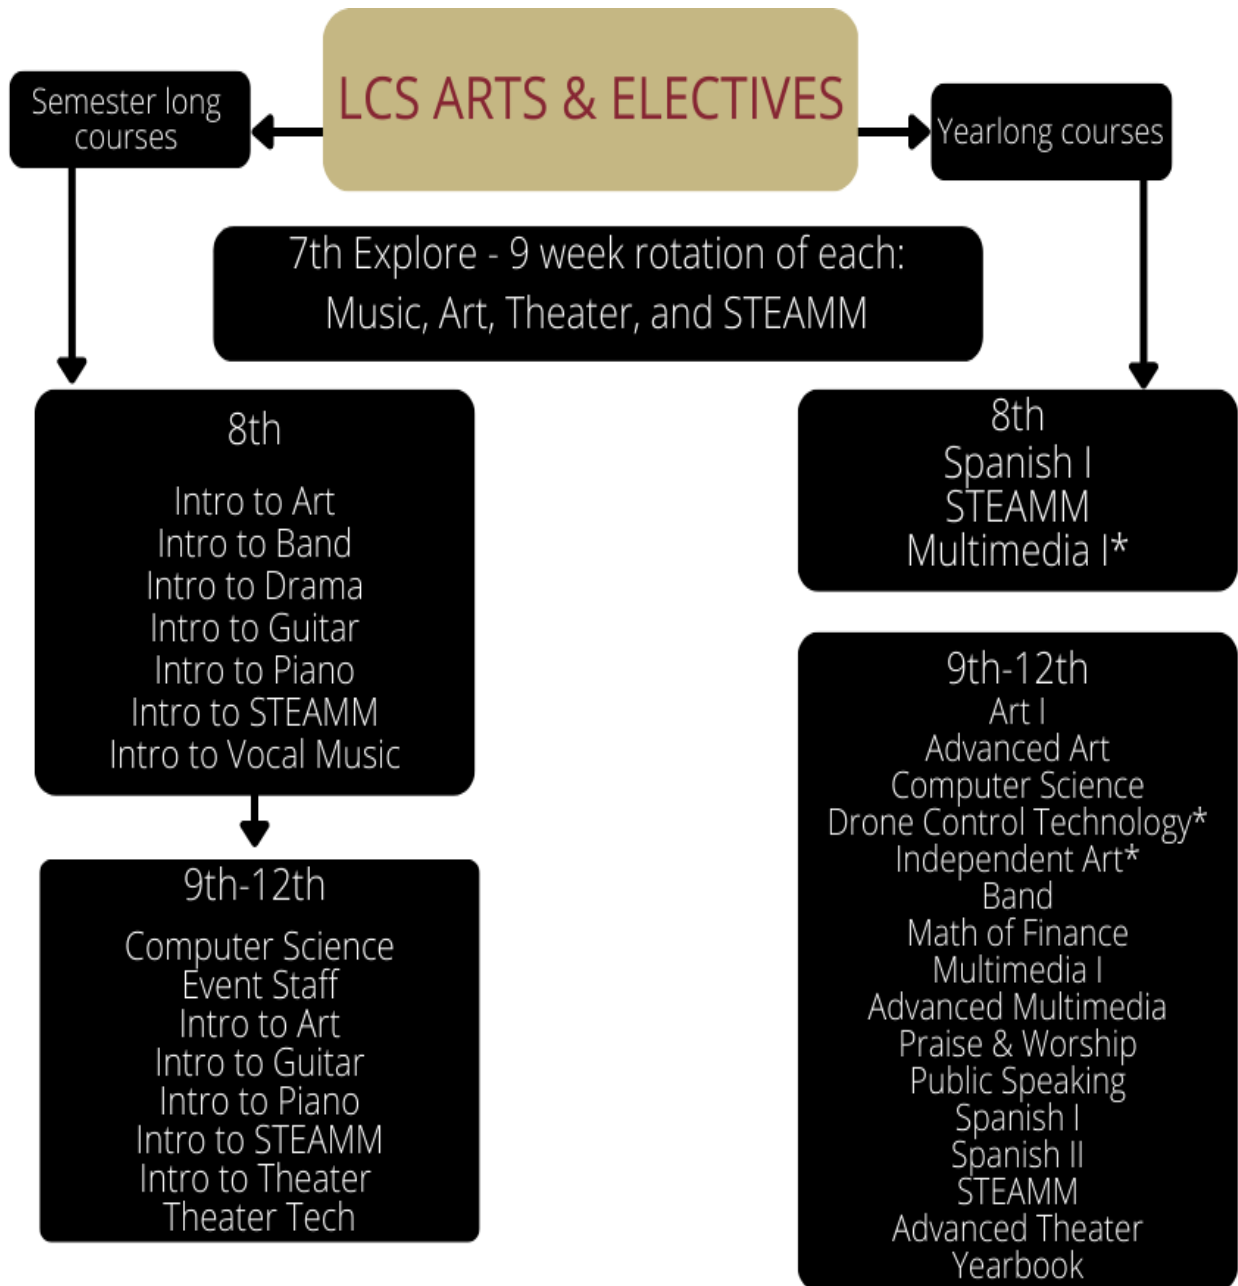 LCS ARTS & ELECTIVES
Semester long
courses
Yearlong courses
7th Explore - 9 week rotation of each:
Music, Art, Theater, and STEAMM
8th
Intro to Art
Intro to Band
Intro to Drama
Intro to Guitar
Intro to Piano
Intro to STEAMM
Intro to Vocal Music
9th-12th
Computer Science
Event Staff
Intro to Art
Intro to Guitar
Intro to Piano
Intro to STEAMM
Intro to Theater
Theater Tech
8th
Spanish I
STEAMM
Multimedia I*
9th-12th
Art I
Advanced Art
Computer Science
Drone Control Technology*
Independent Art*
Band
Math of Finance
Multimedia I
Advanced Multimedia
Praise & Worship
Public Speaking
Spanish I
Spanish II
STEAMM
Advanced Theater
Yearbook